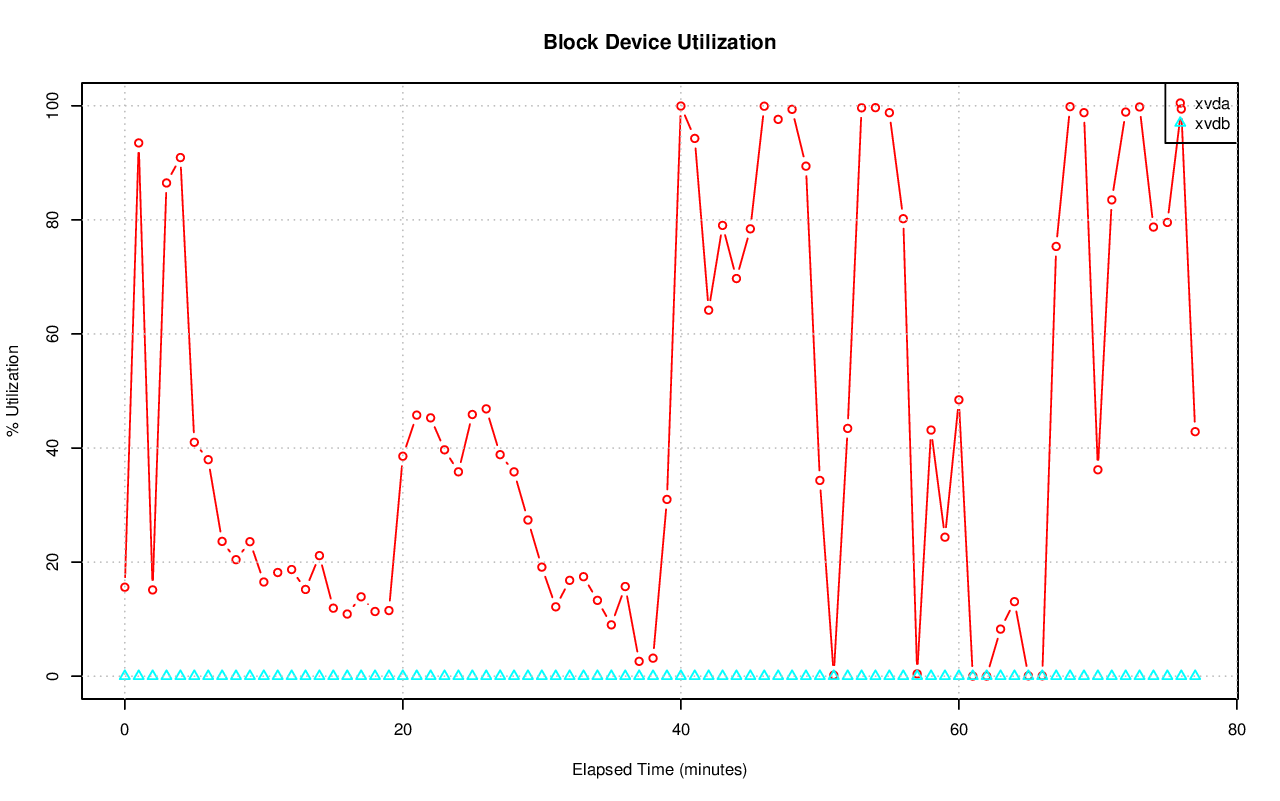 Block Device Utilization
xvda
xvdb
100
80
60
40
20
0
% Utilization
0 20 40 60 80
Elapsed Time (minutes)